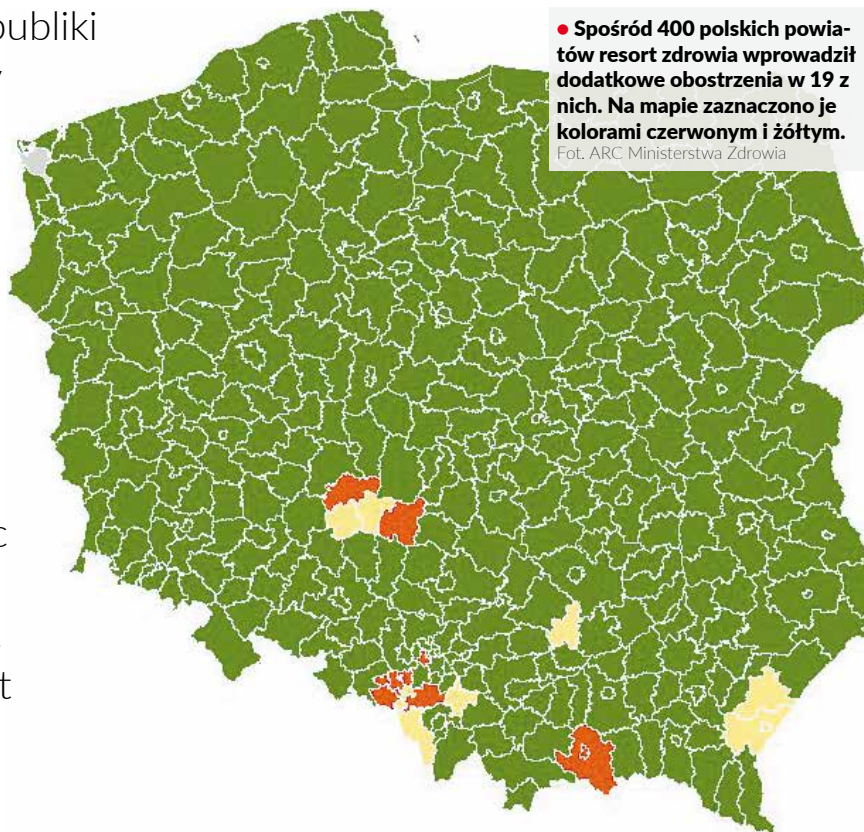 publiki
• Spośród 400 polskich powia-
tów resort zdrowia wprowadził
dodatkowe obostrzenia w 19 z
nich. Na mapie zaznaczono je
kolorami czerwonym i żółtym.
Fot. ARC Ministerstwa Zdrowia
c
t